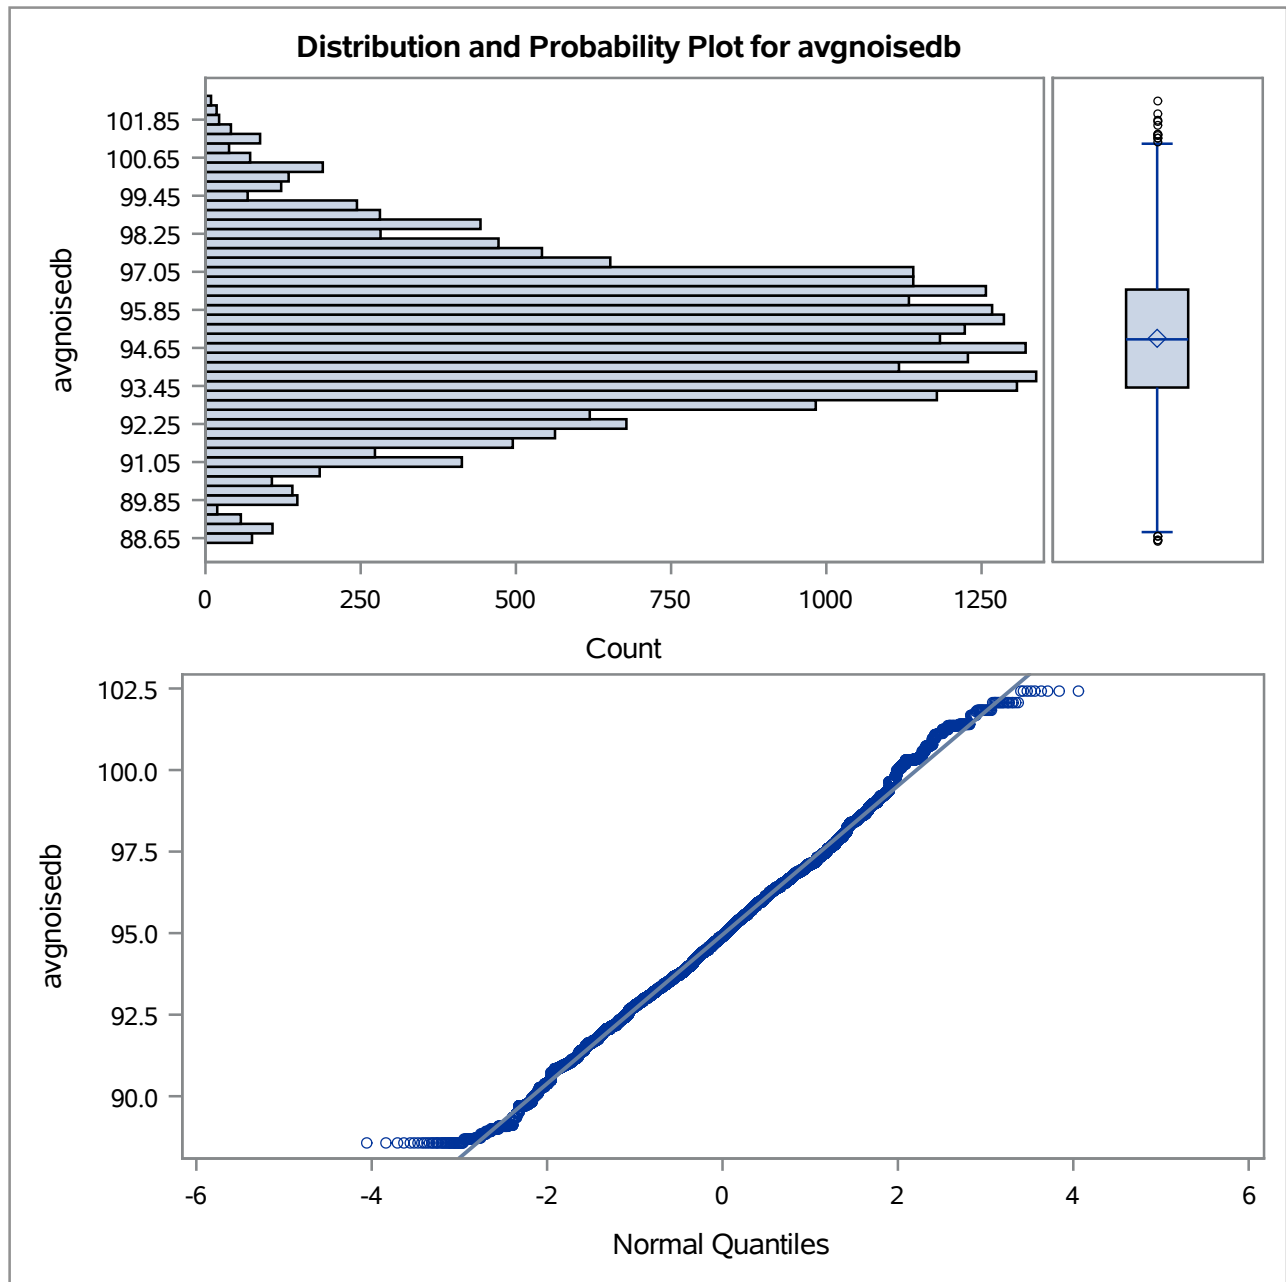 Distribution and Probability Plot for avgnoisedb
avgnoisedb
101.85
100.65
99.45
98.25
97.05
95.85
94.65
93.45
92.25
91.05
89.85
88.65
0 250 500 750 1000 1250
Count
avgnoisedb
102.5
100.0
97.5
95.0
92.5
90.0
-6 -4 -2 0 2 4 6
Normal Quantiles